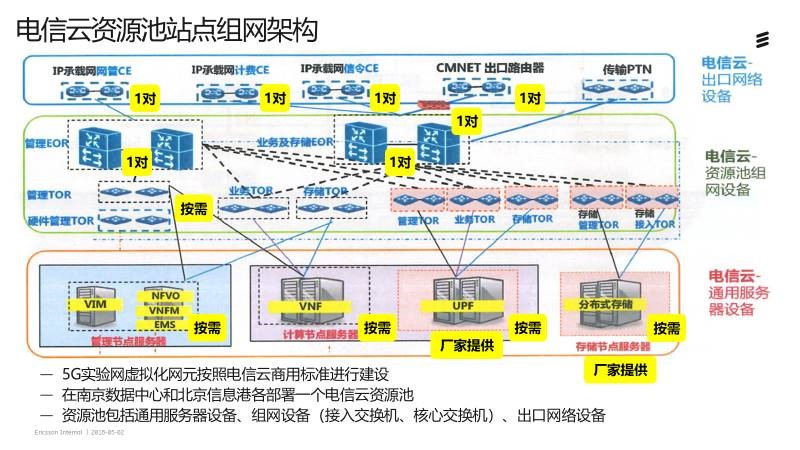 电信云资源池站点组网架构
IP承载网网管CE
IP承载网计费CE
IP承载网信令CE
CMNET 出口路由器
传输PTN
1对
1对
1对
1对
电信云-
出口网络
设备
1对
管理EOR
业务及存储EOR
1对
1对
电信云-
资源池组
网设备
管理TOR
业务TOR
存储TOR
按需
硬件管理TOR
管理TOR
业务TOR
存储TOR
存储
管理TOR
存储
接入TOR
电信云-
通用服务
器设备
VIM
NFVO
VNFM
EMS
VNF
UPF
分布式存储
按需
按需
按需
按需
管理节点服务器
计算节点服务器
厂家提供
存储节点服务器
厂家提供
— 5G实验网虚拟化网元按照电信云商用标准进行建设
— 在南京数据中心和北京信息港各部署一个电信云资源池
— 资源池包括通用服务器设备、组网设备（接入交换机、核心交换机）、出口网络设备
Ericsson Internal | 2018-05-02